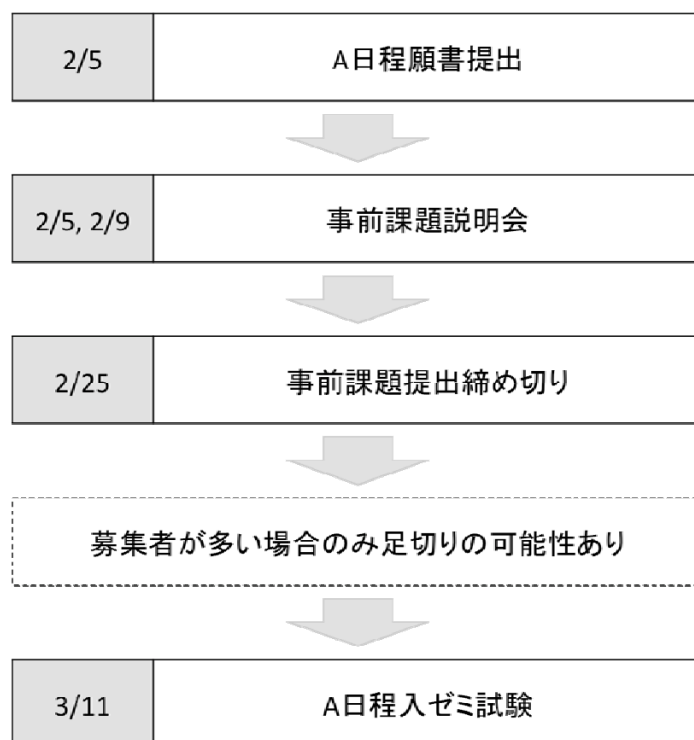 2/5 A日程願書提出
2/5, 2/9 事前課題説明会
2/25 事前課題提出締め切り
募集者が多い場合のみ足切りの可能性あり
3/11 A日程入ゼミ試験